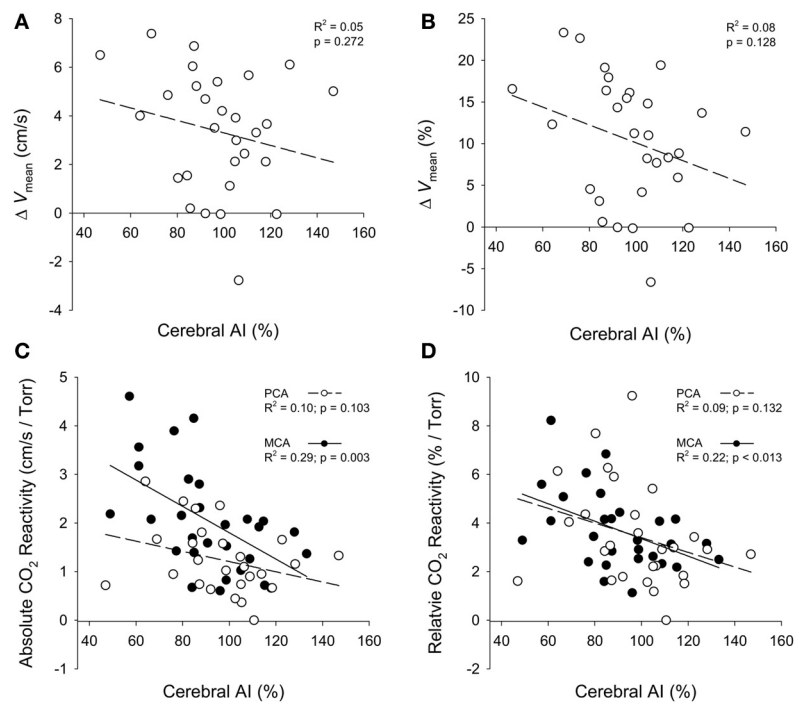 A
R² = 0.05
p = 0.272
8
6
4
2
0
-2
-4
Δ Vmean (cm/s)
40 60 80 100 120 140 160
Cerebral AI (%)
B
R² = 0.08
p = 0.128
25
20
15
10
5
0
-5
-10
Δ Vmean (%)
40 60 80 100 120 140 160
Cerebral AI (%)
C
PCA
R² = 0.10; p = 0.103
MCA
R² = 0.29; p = 0.003
5
4
3
2
1
0
-1
Absolute CO₂ Reactivity (cm/s / Torr)
40 60 80 100 120 140 160
Cerebral AI (%)
D
PCA
R² = 0.09; p = 0.132
MCA
R² = 0.22; p < 0.013
10
8
6
4
2
0
-2
Relatvie CO₂ Reactivity (% / Torr)
40 60 80 100 120 140 160
Cerebral AI (%)